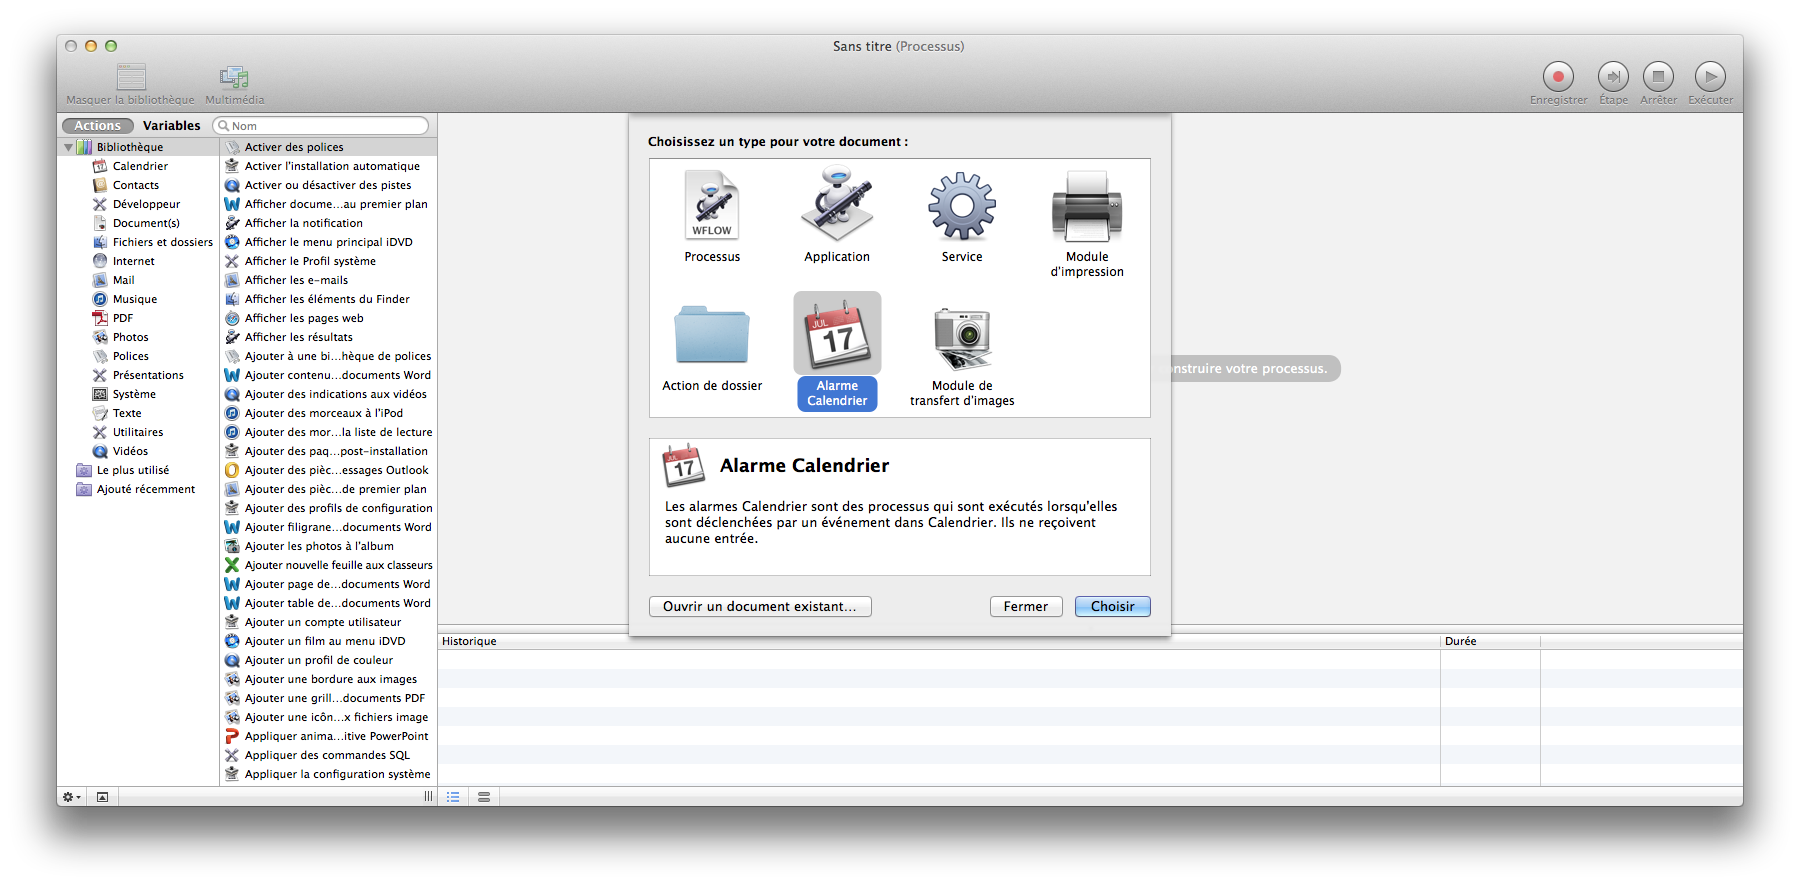 Sans titre (Processus)
Masquer la bibliothèque
Multimédia
Enregistrer
Étape
Arrêter
Exécuter
Actions
Variables
Nom
Bibliothèque
Calendrier
Contacts
Développeur
Document(s)
Fichiers et dossiers
Internet
Mail
Musique
PDF
Photos
Polices
Présentations
Système
Texte
Utilitaires
Vidéos
Le plus utilisé
Ajouté récemment
Activer des polices
Activer l'installation automatique
Activer ou désactiver des pistes
Afficher docume...au premier plan
Afficher la notification
Afficher le menu principal iDVD
Afficher le Profil système
Afficher les e-mails
Afficher les éléments du Finder
Afficher les pages web
Afficher les résultats
Ajouter à une bi...hèque de polices
Ajouter contenu...documents Word
Ajouter des indications aux vidéos
Ajouter des morceaux à l'iPod
Ajouter des mor...la liste de lecture
Ajouter des paq...post-installation
Ajouter des pièc...essages Outlook
Ajouter des pièc...de premier plan
Ajouter des profils de configuration
Ajouter filigrane...documents Word
Ajouter les photos à l'album
Ajouter nouvelle feuille aux classeurs
Ajouter page de...documents Word
Ajouter table de...documents Word
Ajouter un compte utilisateur
Ajouter un film au menu iDVD
Ajouter un profil de couleur
Ajouter une bordure aux images
Ajouter une grill...documents PDF
Ajouter une icôn...x fichiers image
Appliquer anima...itive PowerPoint
Appliquer des commandes SQL
Appliquer la configuration système
Choisissez un type pour votre document :
WFLOW
Processus
Application
Service
Module
d'impression
Action de dossier
JUL
17
Alarme
Calendrier
Module de
transfert d'images
onstruire votre processus.
JUL
17
Alarme Calendrier
Les alarmes Calendrier sont des processus qui sont exécutés lorsqu'elles
sont déclenchées par un événement dans Calendrier. Ils ne reçoivent
aucune entrée.
Ouvrir un document existant...
Fermer
Choisir
Historique
Durée